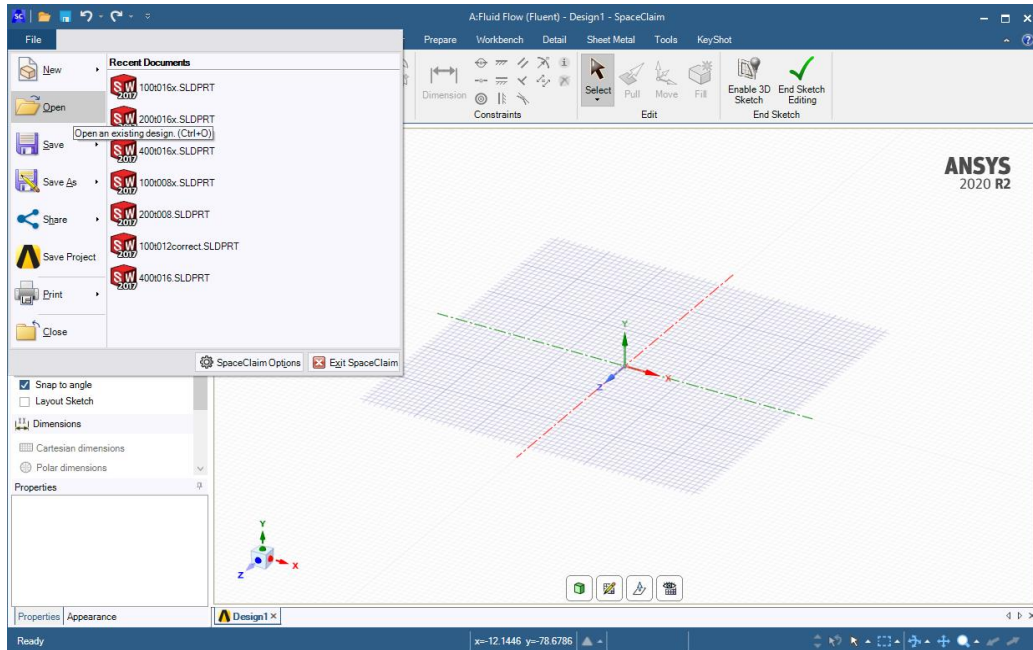 A:Fluid Flow (Fluent) - Design1 - SpaceClaim
File
Prepare
Workbench
Detail
Sheet Metal
Tools
KeyShot
New
Open
Open an existing design. (Ctrl+O)
Save
Save As
Share
Save Project
Print
Close
Recent Documents
100t016x.SLDPRT
200t016x.SLDPRT
400t016x.SLDPRT
100t008x.SLDPRT
200t008.SLDPRT
100t012correct.SLDPRT
400t016.SLDPRT
SpaceClaim Options
Exit SpaceClaim
Dimension
Constraints
Select
Pull
Move
Fill
Edit
Enable 3D
Sketch
End Sketch
Editing
End Sketch
ANSYS
2020 R2
Y
X
Z
Snap to angle
Layout Sketch
Dimensions
Cartesian dimensions
Polar dimensions
Properties
Y
X
Z
Properties
Appearance
Design1
Ready
x=-12.1446 y=-78.6786